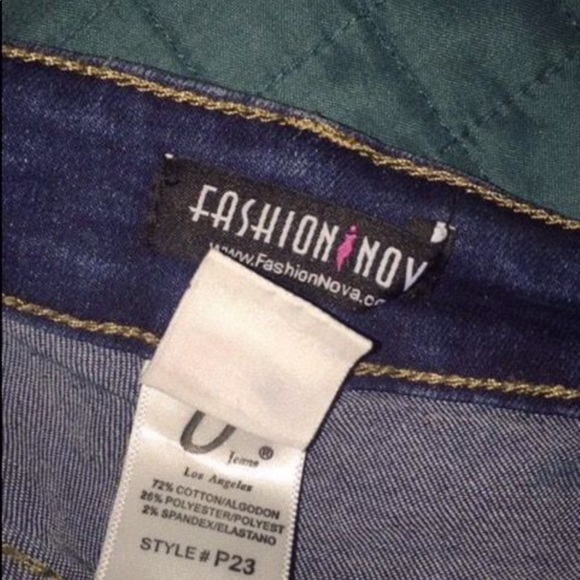 FASHION NOV
www.FashionNova.co
U®
Jeans
Los Angeles
72% COTTON/ALGODON
26% POLYESTER/POLYEST
2% SPANDEX/ELASTANO
STYLE # P23